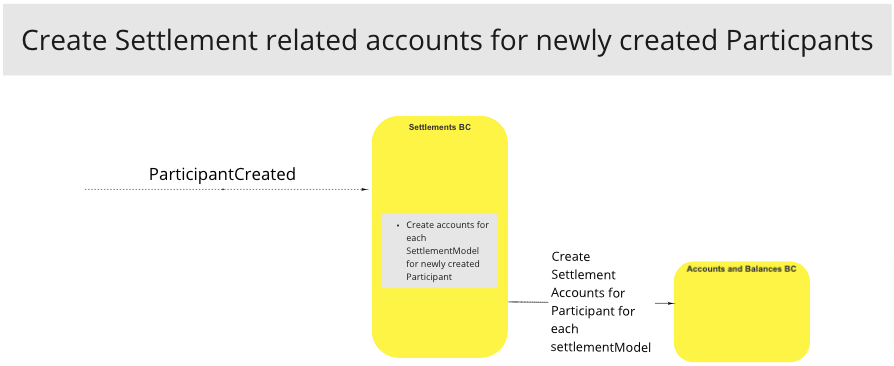 Create Settlement related accounts for newly created Particpants
Settlements BC
ParticipantCreated
• Create accounts for
each
SettlementModel
for newly created
Participant
Create
Settlement
Accounts for
Participant for
each
settlementModel
Accounts and Balances BC